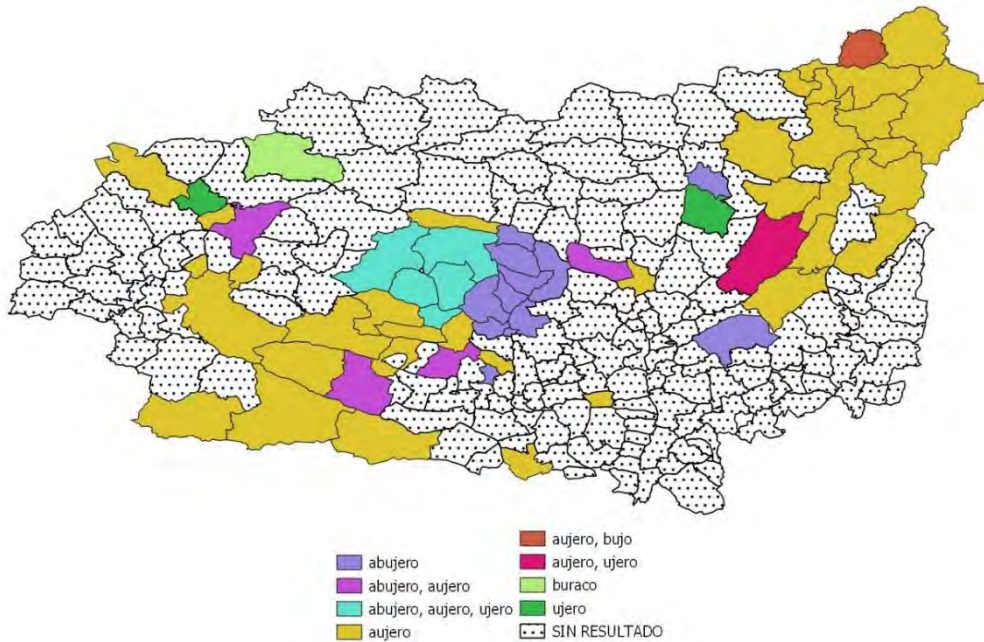 abujero
abujero, aujero
abujero, aujero, ujero
aujero
aujero, bujo
aujero, ujero
buraco
ujero
SIN RESULTADO